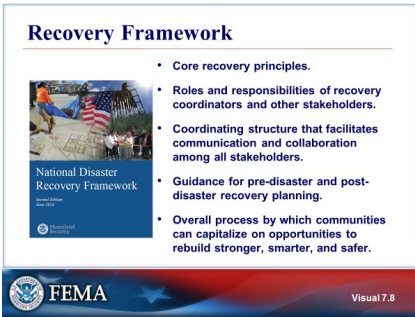 Recovery Framework
• Core recovery principles.
• Roles and responsibilities of recovery
coordinators and other stakeholders.
• Coordinating structure that facilitates
communication and collaboration
among all stakeholders.
• Guidance for pre-disaster and post-
disaster recovery planning.
• Overall process by which communities
can capitalize on opportunities to
rebuild stronger, smarter, and safer.
National Disaster
Recovery Framework
Second Edition
June 2016
Homeland
Security
FEMA
Visual 7.8